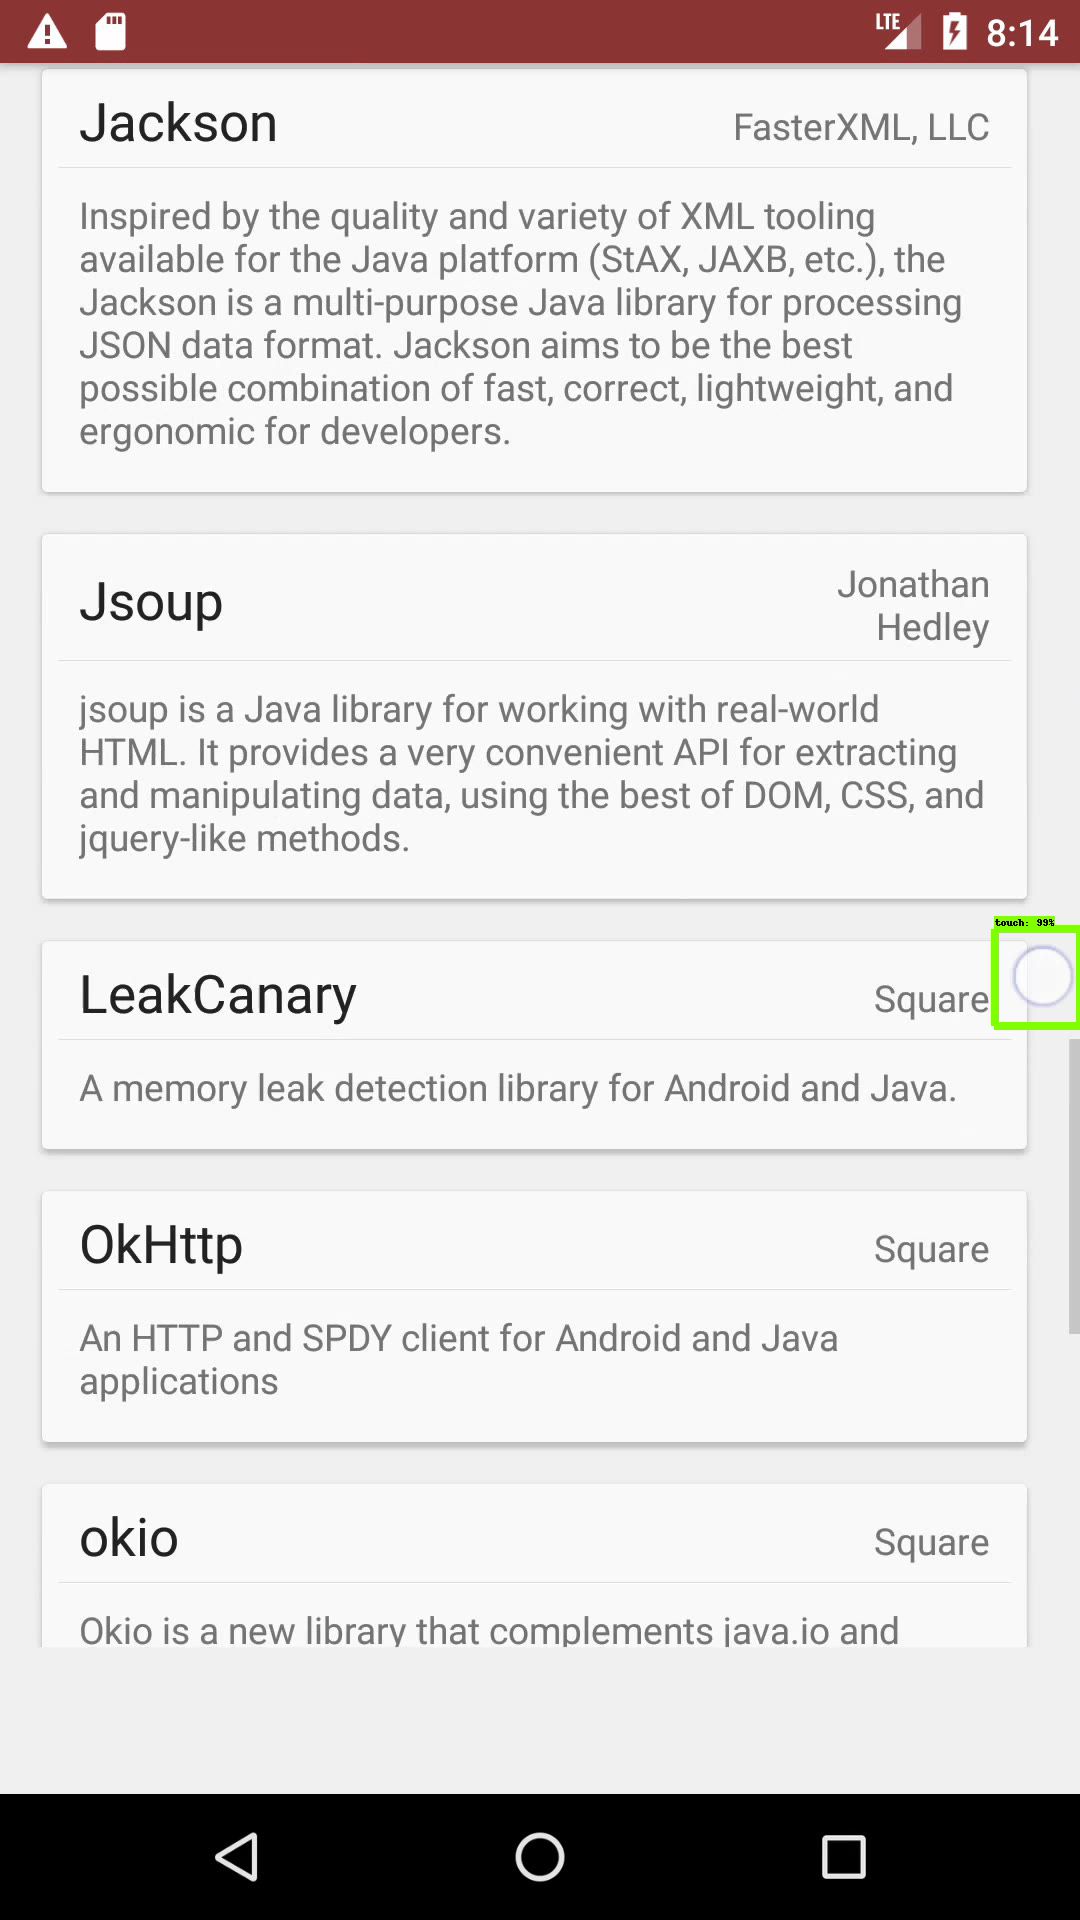 LTE 8:14
Jackson FasterXML, LLC
Inspired by the quality and variety of XML tooling
available for the Java platform (StAX, JAXB, etc.), the
Jackson is a multi-purpose Java library for processing
JSON data format. Jackson aims to be the best
possible combination of fast, correct, lightweight, and
ergonomic for developers.
Jsoup Jonathan
Hedley
jsoup is a Java library for working with real-world
HTML. It provides a very convenient API for extracting
and manipulating data, using the best of DOM, CSS, and
jquery-like methods.
touch: 99%
LeakCanary Square
A memory leak detection library for Android and Java.
OkHttp Square
An HTTP and SPDY client for Android and Java
applications
okio Square
Okio is a new library that complements java.io and